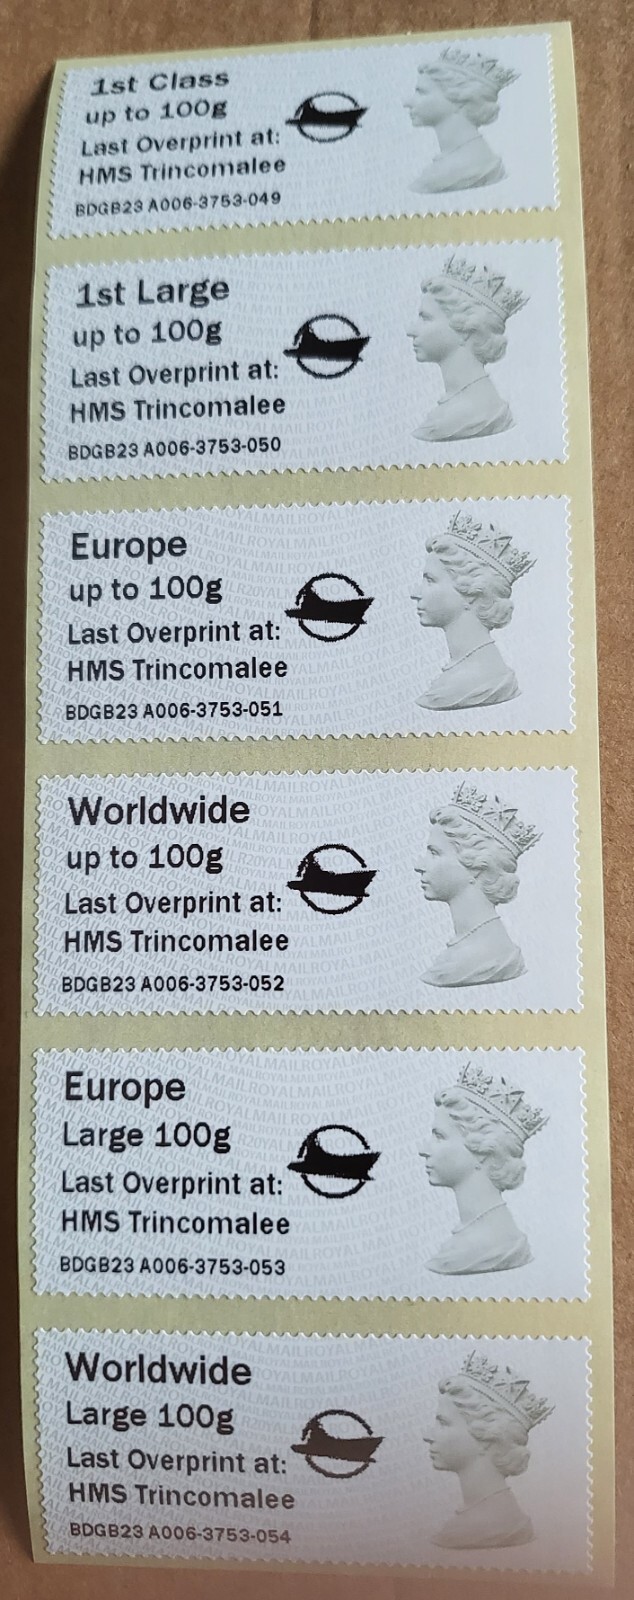 1st Class
up to 100g
Last Overprint at:
HMS Trincomalee
BDGB23 A006-3753-049
1st Large
up to 100g
Last Overprint at:
HMS Trincomalee
BDGB23 A006-3753-050
Europe
up to 100g
Last Overprint at:
HMS Trincomalee
BDGB23 A006-3753-051
Worldwide
up to 100g
Last Overprint at:
HMS Trincomalee
BDGB23 A006-3753-052
Europe
Large 100g
Last Overprint at:
HMS Trincomalee
BDGB23 A006-3753-053
Worldwide
Large 100g
Last Overprint at:
HMS Trincomalee
BDGB23 A006-3753-054